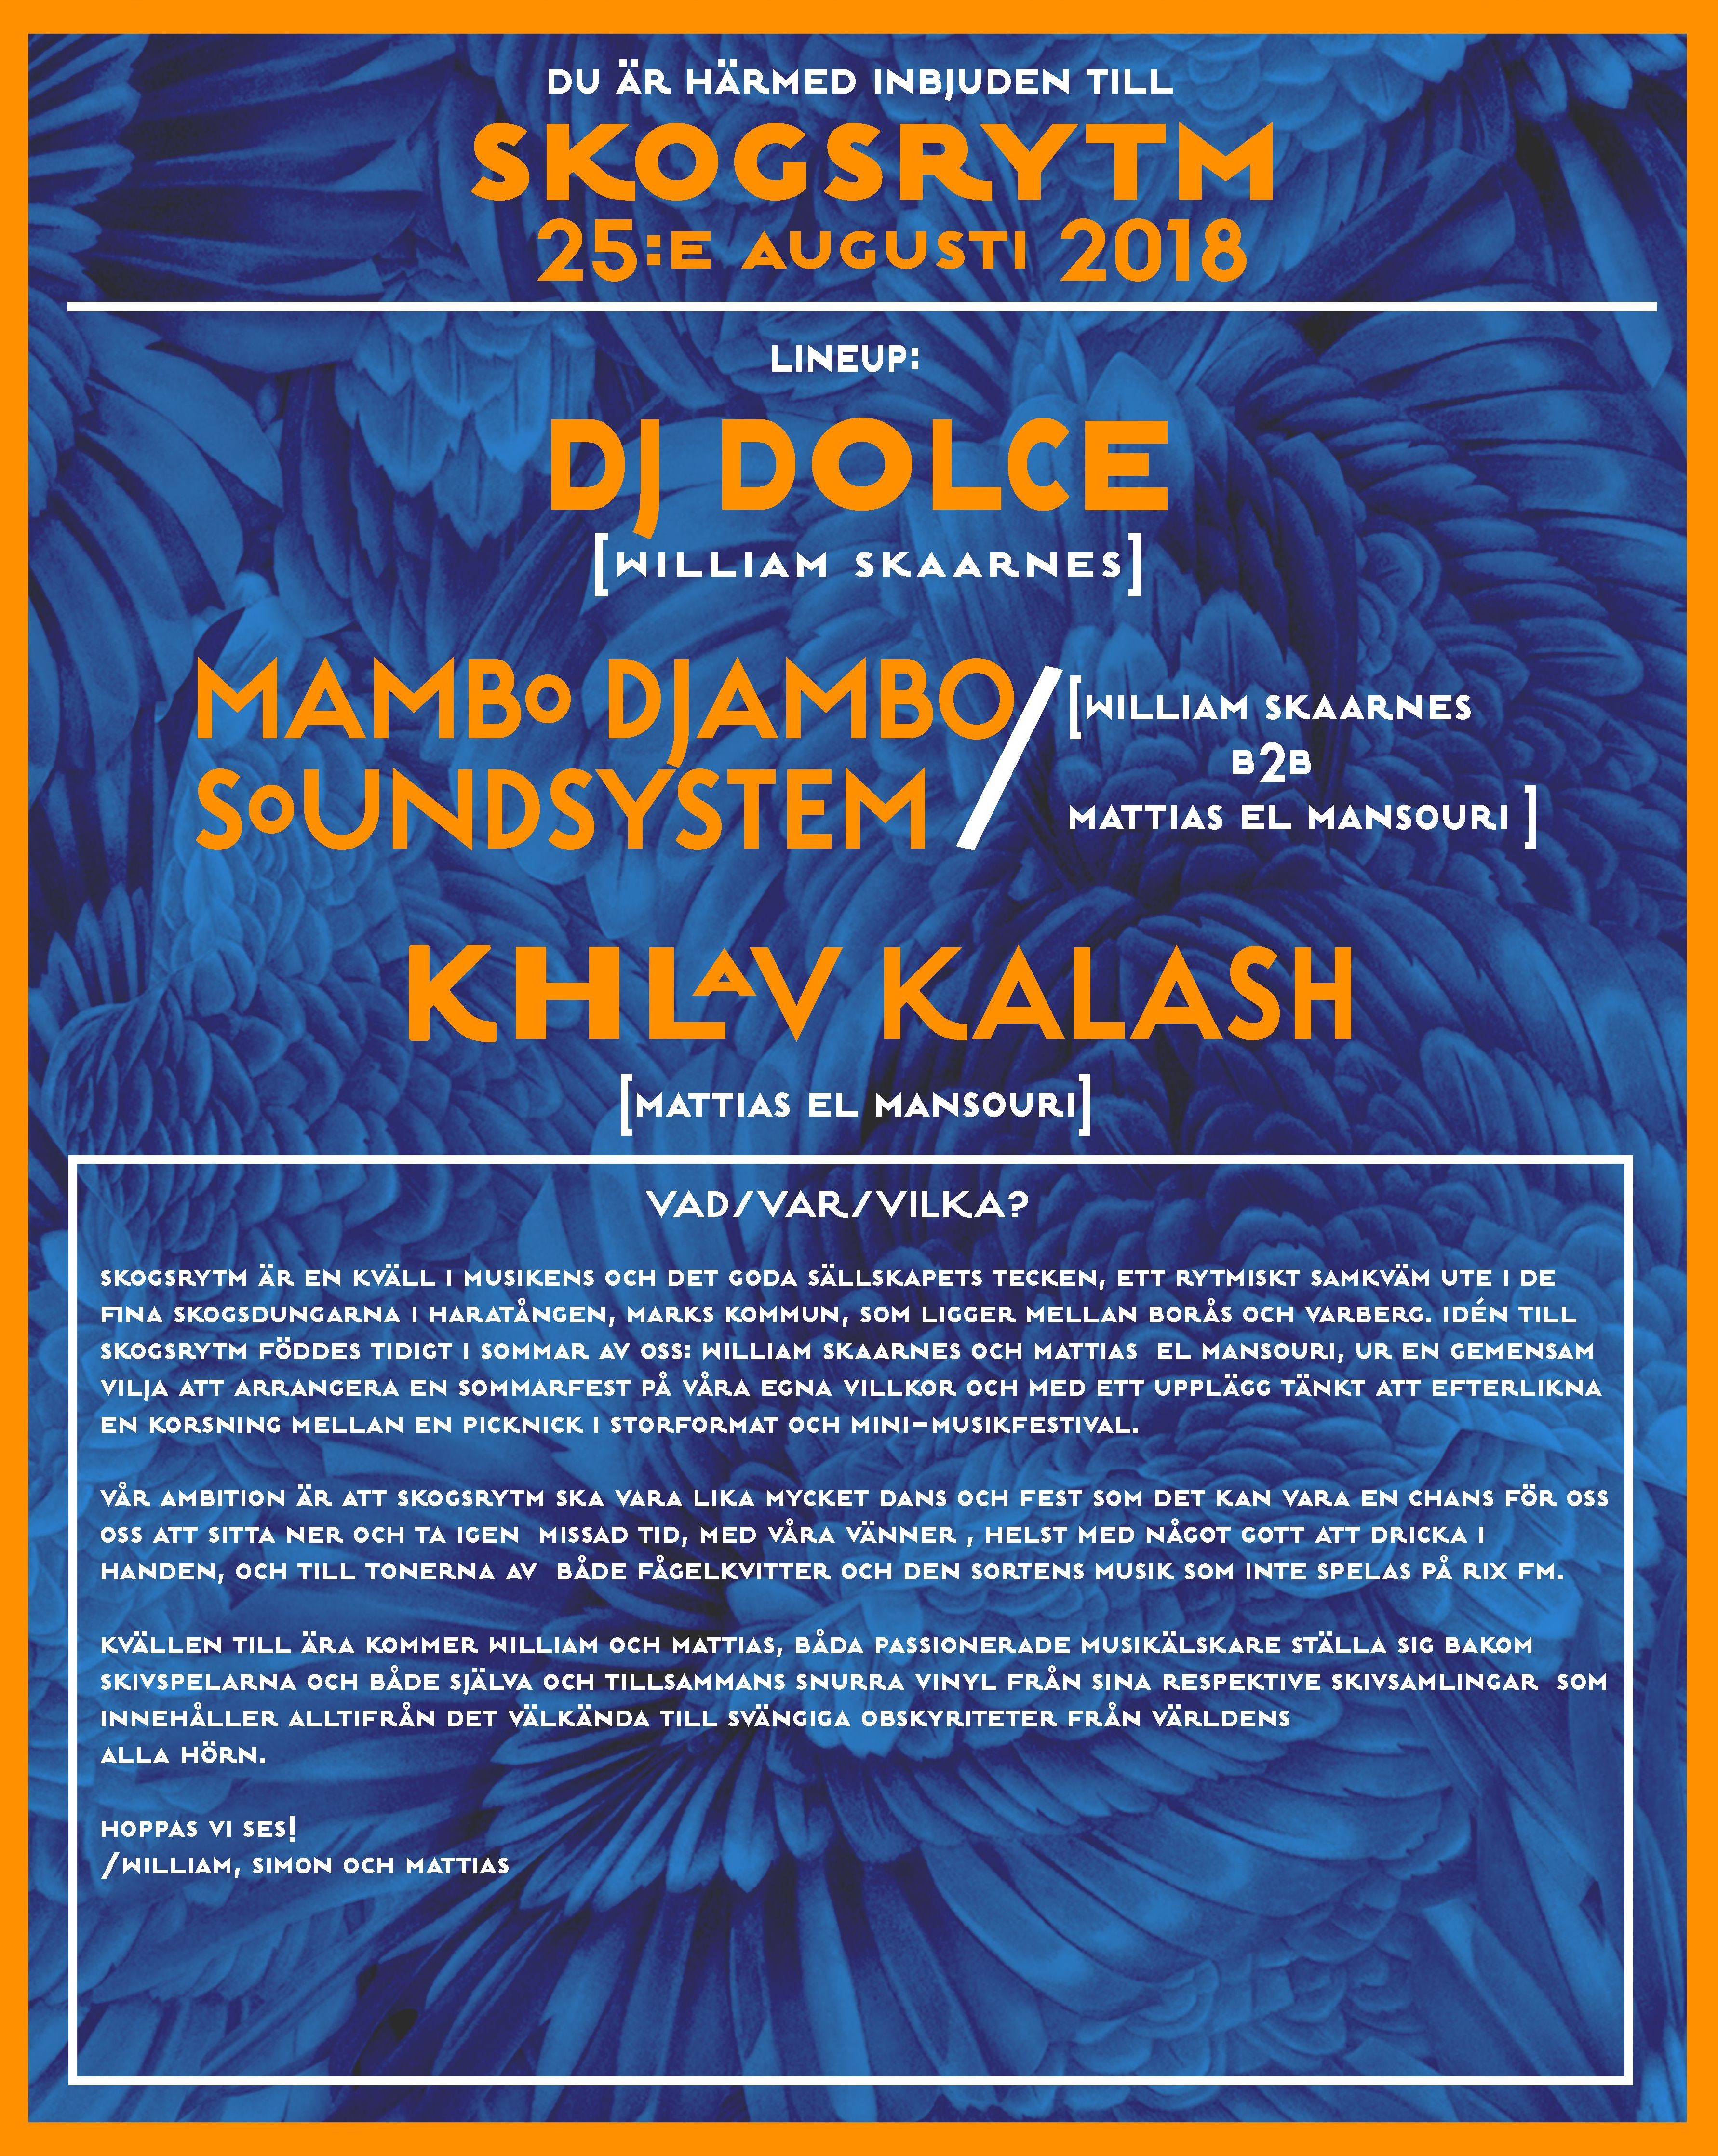 DU ÄR HÄRMED INBJUDEN TILL
SKOGSRYTM
25:E AUGUSTI 2018
LINEUP:
DJ DOLCE
[WILLIAM SKAARNES]
MAMBO DJAMBO
SOUNDSYSTEM
/
[WILLIAM SKAARNES
B2B
MATTIAS EL MANSOURI ]
KHLAV KALASH
[MATTIAS EL MANSOURI]
VAD/VAR/VILKA?
SKOGSRYTM ÄR EN KVÄLL I MUSIKENS OCH DET GODA SÄLLSKAPETS TECKEN, ETT RYTMISKT SAMKVÄM UTE I DE
FINA SKOGSDUNGARNA I HARATÅNGEN, MARKS KOMMUN, SOM LIGGER MELLAN BORÅS OCH VARBERG. IDÉN TILL
SKOGSRYTM FÖDDES TIDIGT I SOMMAR AV OSS: WILLIAM SKAARNES OCH MATTIAS  EL MANSOURI, UR EN GEMENSAM
VILJA ATT ARRANGERA EN SOMMARFEST PÅ VÅRA EGNA VILLKOR OCH MED ETT UPPLÄGG TÄNKT ATT EFTERLIKNA
EN KORSNING MELLAN EN PICKNICK I STORFORMAT OCH MINI-MUSIKFESTIVAL.
VÅR AMBITION ÄR ATT SKOGSRYTM SKA VARA LIKA MYCKET DANS OCH FEST SOM DET KAN VARA EN CHANS FÖR OSS
OSS ATT SITTA NER OCH TA IGEN  MISSAD TID, MED VÅRA VÄNNER , HELST MED NÅGOT GOTT ATT DRICKA I
HANDEN, OCH TILL TONERNA AV  BÅDE FÅGELKVITTER OCH DEN SORTENS MUSIK SOM INTE SPELAS PÅ RIX FM.
KVÄLLEN TILL ÄRA KOMMER WILLIAM OCH MATTIAS, BÅDA PASSIONERADE MUSIKÄLSKARE STÄLLA SIG BAKOM
SKIVSPELARNA OCH BÅDE SJÄLVA OCH TILLSAMMANS SNURRA VINYL FRÅN SINA RESPEKTIVE SKIVSAMLINGAR  SOM
INNEHÅLLER ALLTIFRÅN DET VÄLKÄNDA TILL SVÄNGIGA OBSKYRITETER FRÅN VÄRLDENS
ALLA HÖRN.
HOPPAS VI SES!
/WILLIAM, SIMON OCH MATTIAS